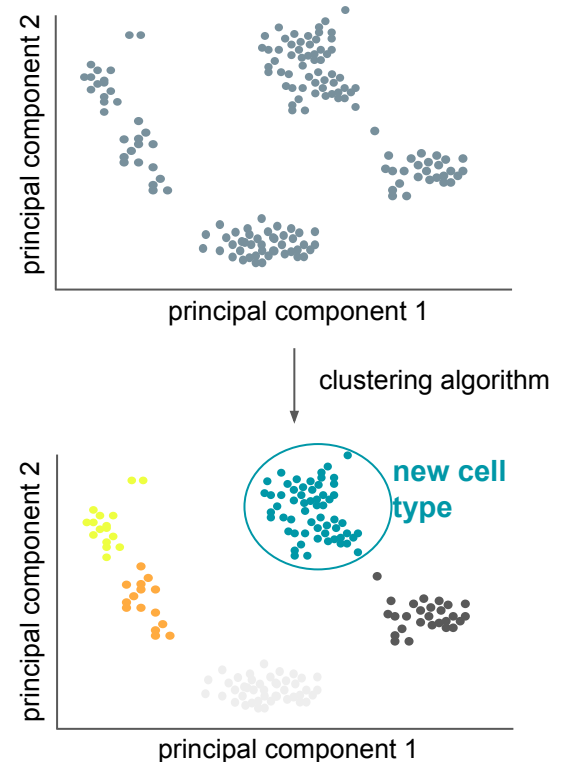 principal component 2
principal component 1
clustering algorithm
principal component 2
new cell
type
principal component 1